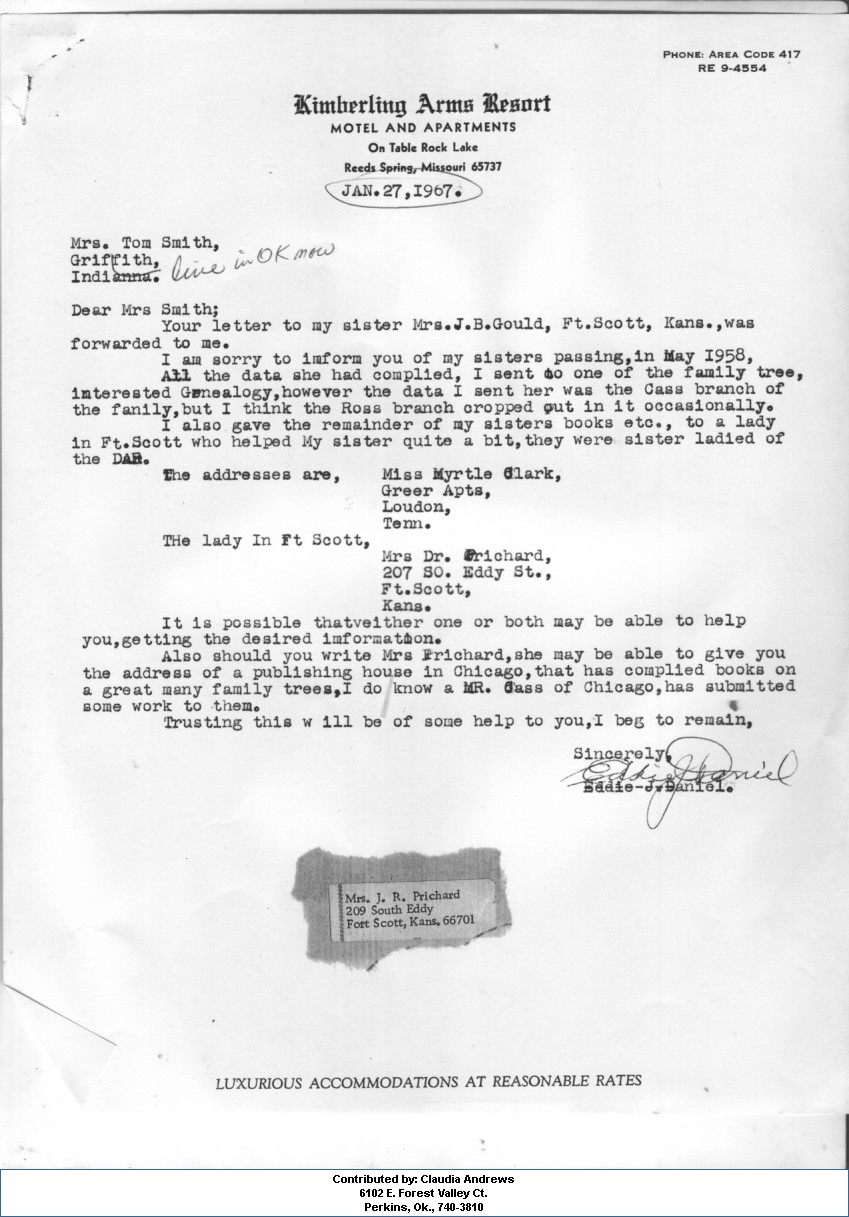 PHONE: AREA CODE 417
RE 9-4554
Kimberling Arms Resort
MOTEL AND APARTMENTS
On Table Rock Lake
Reeds Spring, Missouri 65737
JAN.27,1967.
Mrs. Tom Smith,
Griffith,
Indianna.
live in OK now
Dear Mrs Smith;
Your letter to my sister Mrs.J.B.Gould, Ft.Scott, Kans.,was
forwarded to me.
I am sorry to imform you of my sisters passing,in May 1958,
All the data she had complied, I sent to one of the family tree,
interested Genealogy,however the data I sent her was the Cass branch of
the fanily,but I think the Ross branch cropped out in it occasionally.
I also gave the remainder of my sisters books etc., to a lady
in Ft.Scott who helped My sister quite a bit,they were sister ladied of
the DAR.
The addresses are, Miss Myrtle Clark,
Greer Apts,
Loudon,
Tenn.
THe lady In Ft Scott,
Mrs Dr. Prichard,
207 SO. Eddy St.,
Ft.Scott,
Kans.
It is possible thatveither one or both may be able to help
you,getting the desired imformation.
Also should you write Mrs Prichard,she may be able to give you
the address of a publishing house in Chicago,that has complied books on
a great many family trees,I do know a MR. Cass of Chicago,has submitted
some work to them.
Trusting this w ill be of some help to you,I beg to remain,
Sincerely,
Eddie J Daniel
Eddie-J.Daniel.
Mrs. J. R. Prichard
209 South Eddy
Fort Scott, Kans. 66701
LUXURIOUS ACCOMMODATIONS AT REASONABLE RATES
Contributed by: Claudia Andrews
6102 E. Forest Valley Ct.
Perkins, Ok., 740-3810